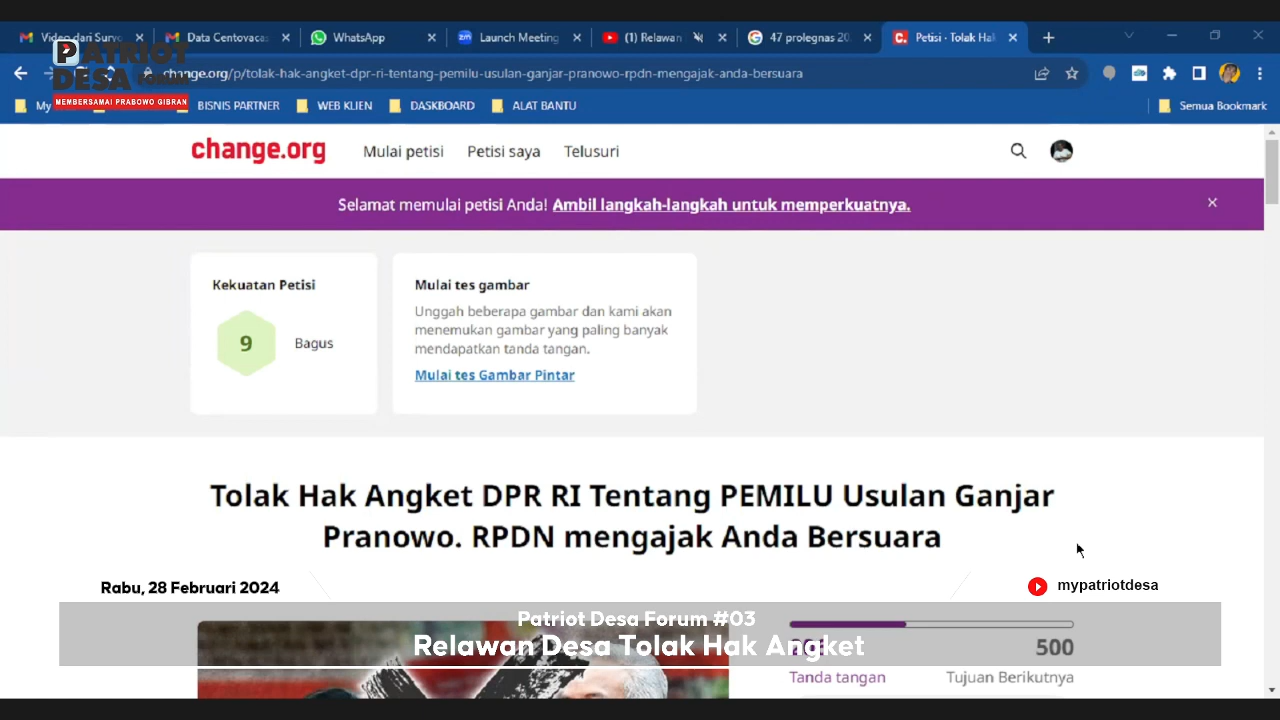 Video dari Suryo
Data Centovacas
WhatsApp
Launch Meeting
(1) Relawan
47 prolegnas 20
Petisi · Tolak Hak
PATRIOT
DESA
MEMBERSAMAI PRABOWO GIBRAN
change.org/p/tolak-hak-angket-dpr-ri-tentang-pemilu-usulan-ganjar-pranowo-rpdn-mengajak-anda-bersuara
My
BISNIS PARTNER
WEB KLIEN
DASKBOARD
ALAT BANTU
Semua Bookmark
change.org
Mulai petisi
Petisi saya
Telusuri
Selamat memulai petisi Anda! Ambil langkah-langkah untuk memperkuatnya.
Kekuatan Petisi
9
Bagus
Mulai tes gambar
Unggah beberapa gambar dan kami akan
menemukan gambar yang paling banyak
mendapatkan tanda tangan.
Mulai tes Gambar Pintar
Tolak Hak Angket DPR RI Tentang PEMILU Usulan Ganjar
Pranowo. RPDN mengajak Anda Bersuara
Rabu, 28 Februari 2024
mypatriotdesa
Patriot Desa Forum #03
Relawan Desa Tolak Hak Angket
500
Tanda tangan
Tujuan Berikutnya